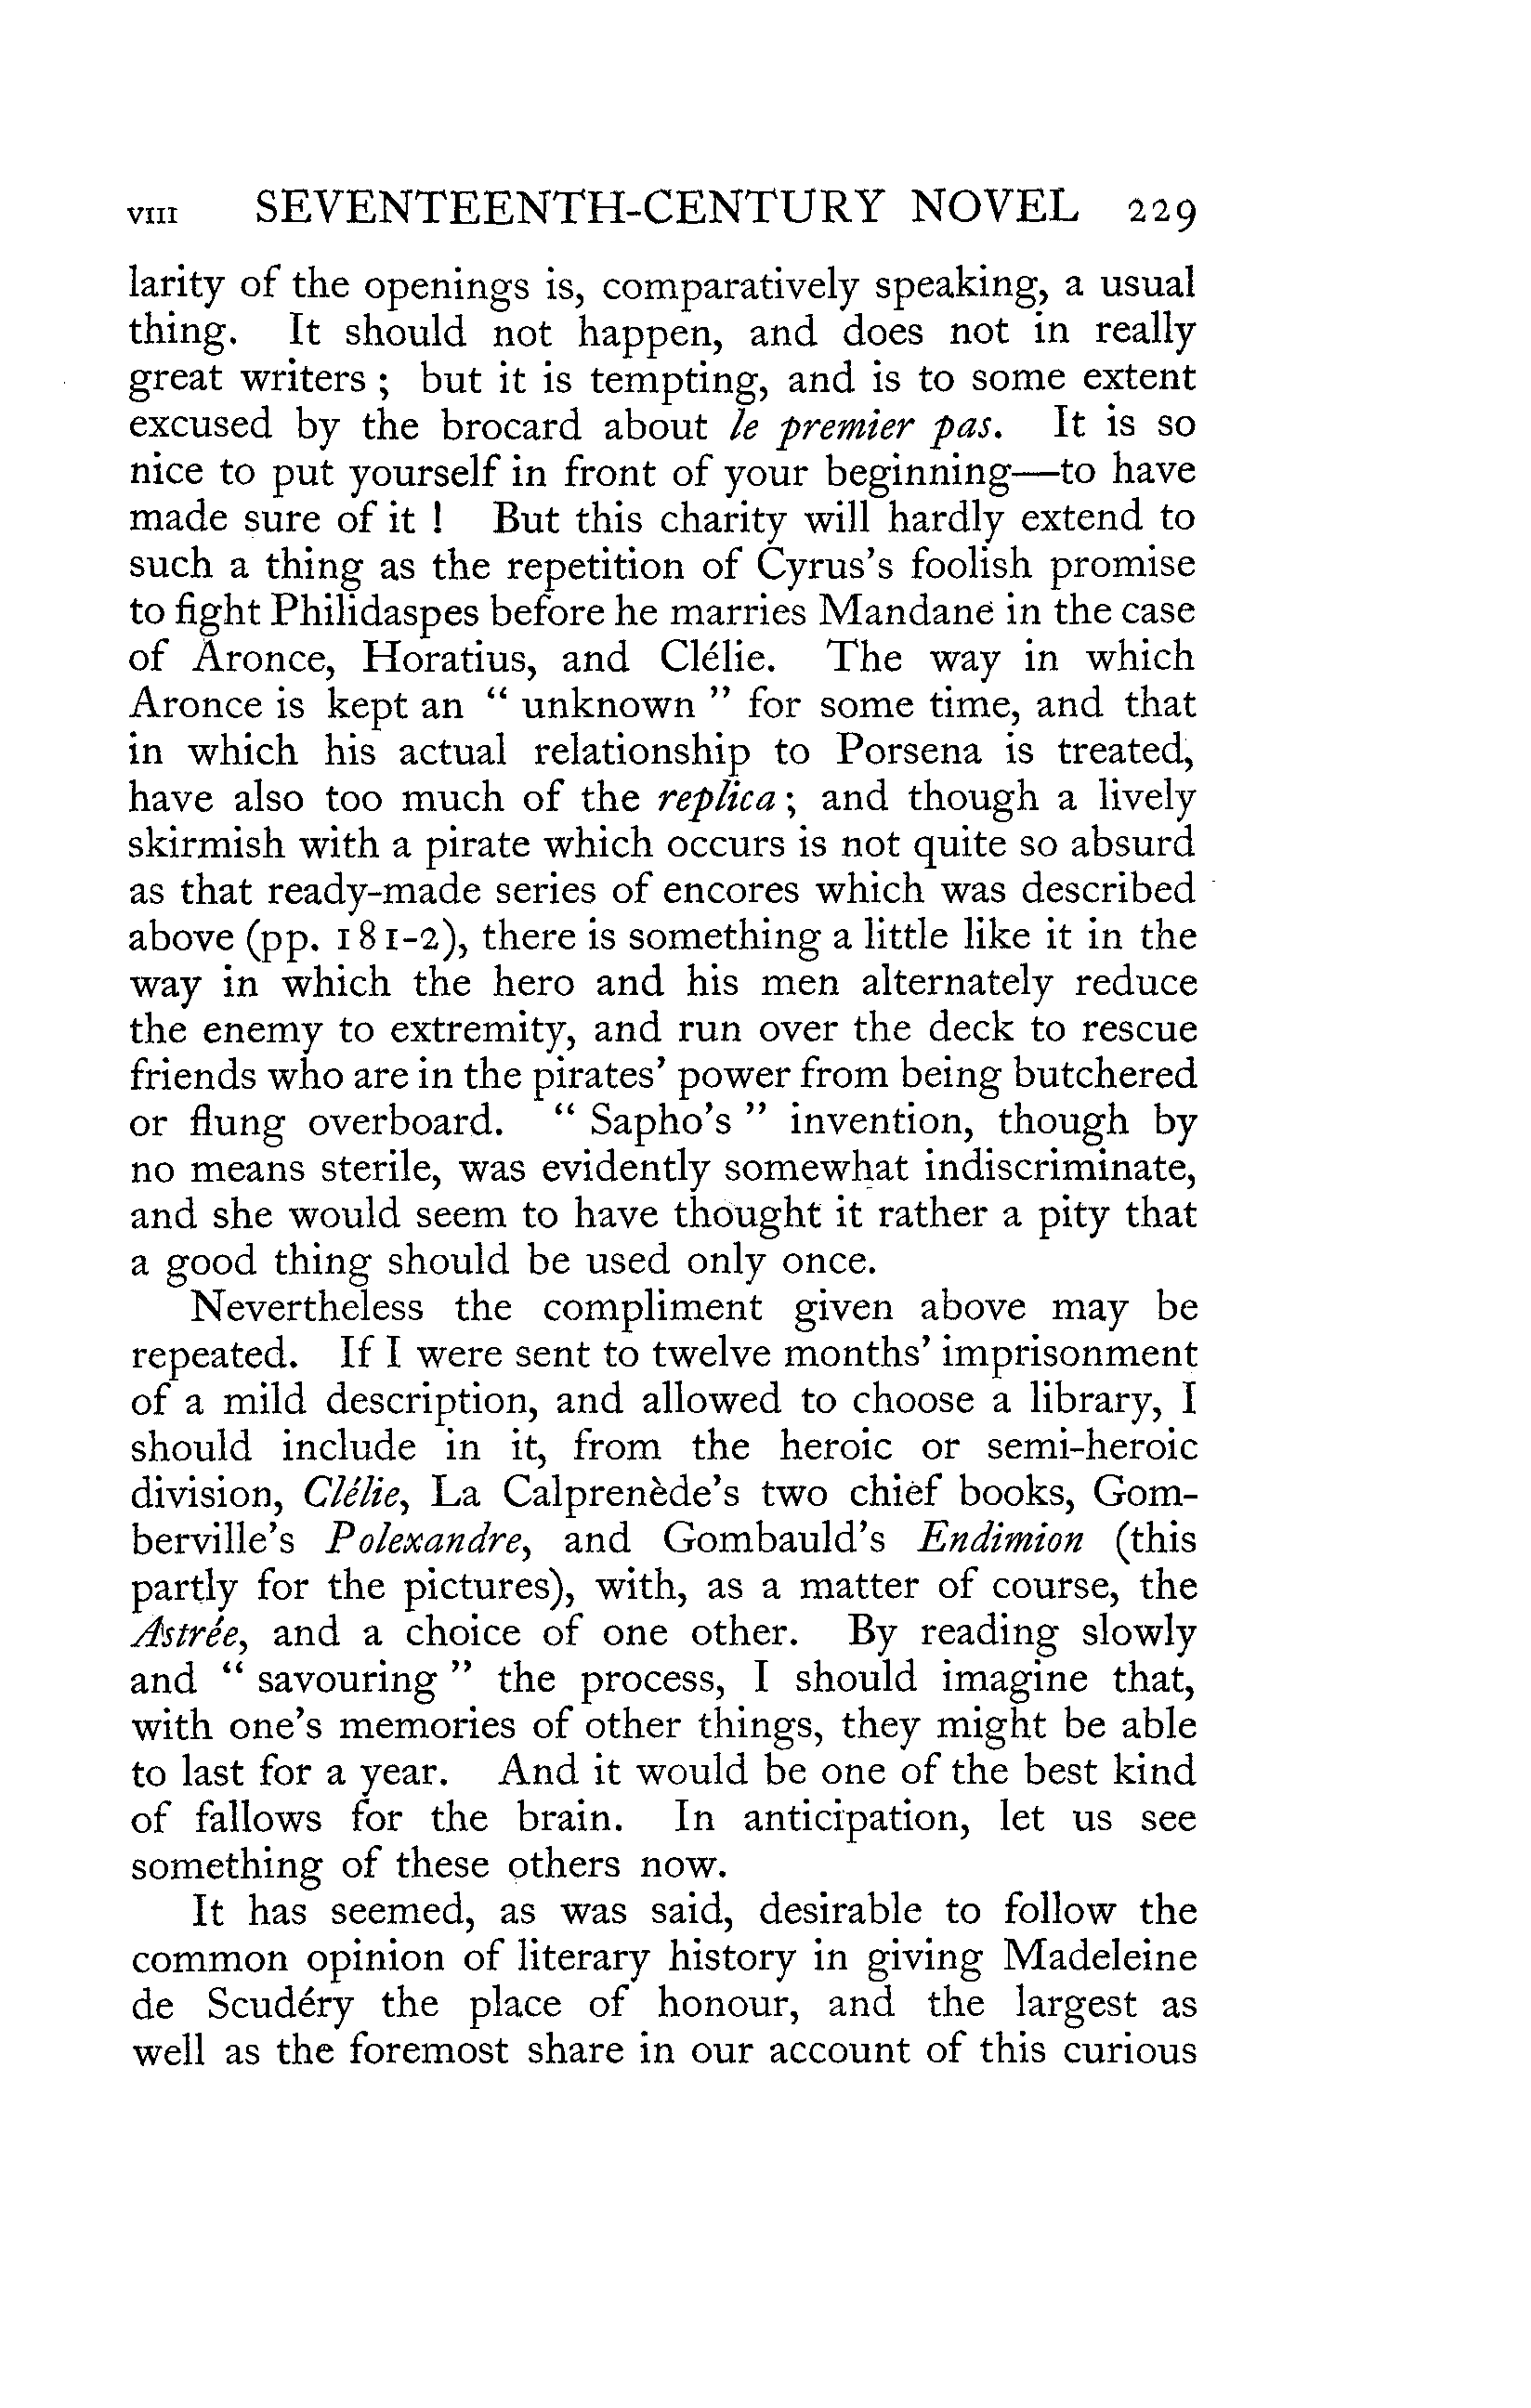 VIII SEVENTEENTH-CENTURY NOVEL 229
larity of the openings is, comparatively speaking, a usual
thing. It should not happen, and does not in really
great writers ; but it is tempting, and is to some extent
excused by the brocard about le premier pas. It is so
nice to put yourself in front of your beginning—to have
made sure of it ! But this charity will hardly extend to
such a thing as the repetition of Cyrus's foolish promise
to fight Philidaspes before he marries Mandane in the case
of Aronce, Horatius, and Clélie. The way in which
Aronce is kept an “ unknown ” for some time, and that
in which his actual relationship to Porsena is treated,
have also too much of the replica ; and though a lively
skirmish with a pirate which occurs is not quite so absurd
as that ready-made series of encores which was described
above (pp. 181-2), there is something a little like it in the
way in which the hero and his men alternately reduce
the enemy to extremity, and run over the deck to rescue
friends who are in the pirates' power from being butchered
or flung overboard. “ Sapho's ” invention, though by
no means sterile, was evidently somewhat indiscriminate,
and she would seem to have thought it rather a pity that
a good thing should be used only once.
Nevertheless the compliment given above may be
repeated. If I were sent to twelve months' imprisonment
of a mild description, and allowed to choose a library, I
should include in it, from the heroic or semi-heroic
division, Clélie, La Calprenède's two chief books, Gom-
berville's Polexandre, and Gombauld's Endimion (this
partly for the pictures), with, as a matter of course, the
Astrée, and a choice of one other. By reading slowly
and “ savouring ” the process, I should imagine that,
with one's memories of other things, they might be able
to last for a year. And it would be one of the best kind
of fallows for the brain. In anticipation, let us see
something of these others now.
It has seemed, as was said, desirable to follow the
common opinion of literary history in giving Madeleine
de Scudéry the place of honour, and the largest as
well as the foremost share in our account of this curious